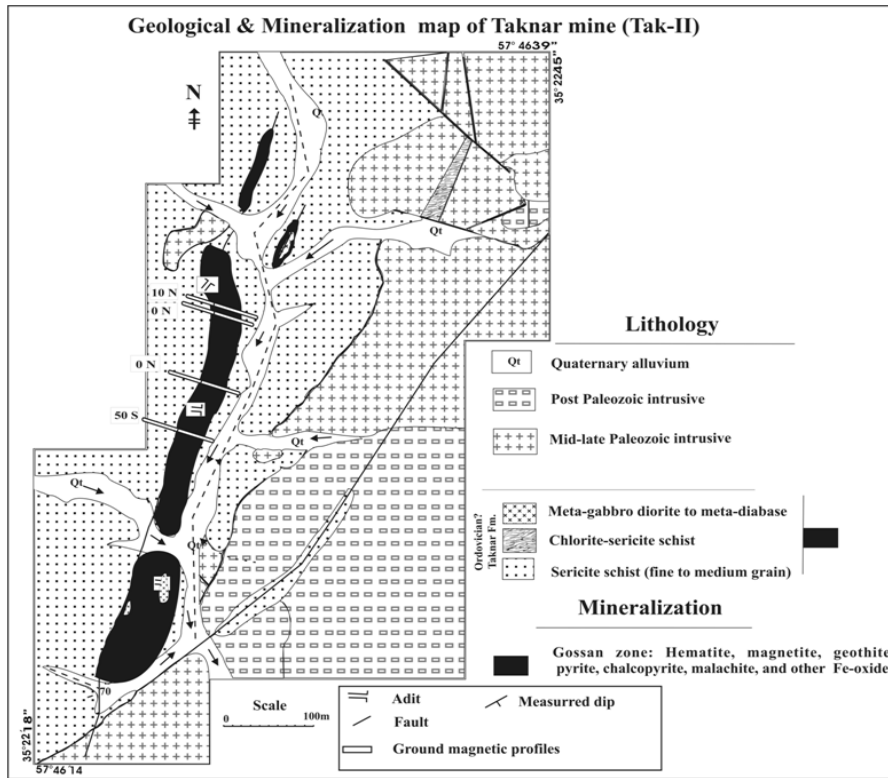 Geological & Mineralization map of Taknar mine (Tak-II)
57° 46 39"
35° 22 45"
N
Q
Qt
10 N
0 N
0 N
50 S
Qt
Qt
Qt
70
35° 22' 18"
57° 46 14
Lithology
Qt Quaternary alluvium
Post Paleozoic intrusive
Mid-late Paleozoic intrusive
Ordovician?
Taknar Fm.
Meta-gabbro diorite to meta-diabase
Chlorite-sericite schist
Sericite schist (fine to medium grain)
Mineralization
Gossan zone: Hematite, magnetite, geothite
pyrite, chalcopyrite, malachite, and other Fe-oxide
Scale
0 100m
Adit
Measurred dip
Fault
Ground magnetic profiles